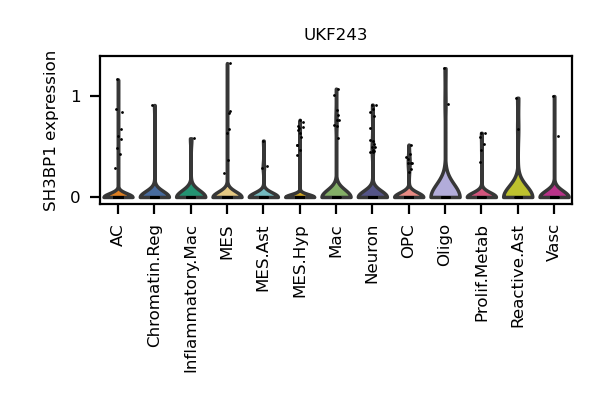 UKF243
SH3BP1 expression
1
0
AC
Chromatin.Reg
Inflammatory.Mac
MES
MES.Ast
MES.Hyp
Mac
Neuron
OPC
Oligo
Prolif.Metab
Reactive.Ast
Vasc